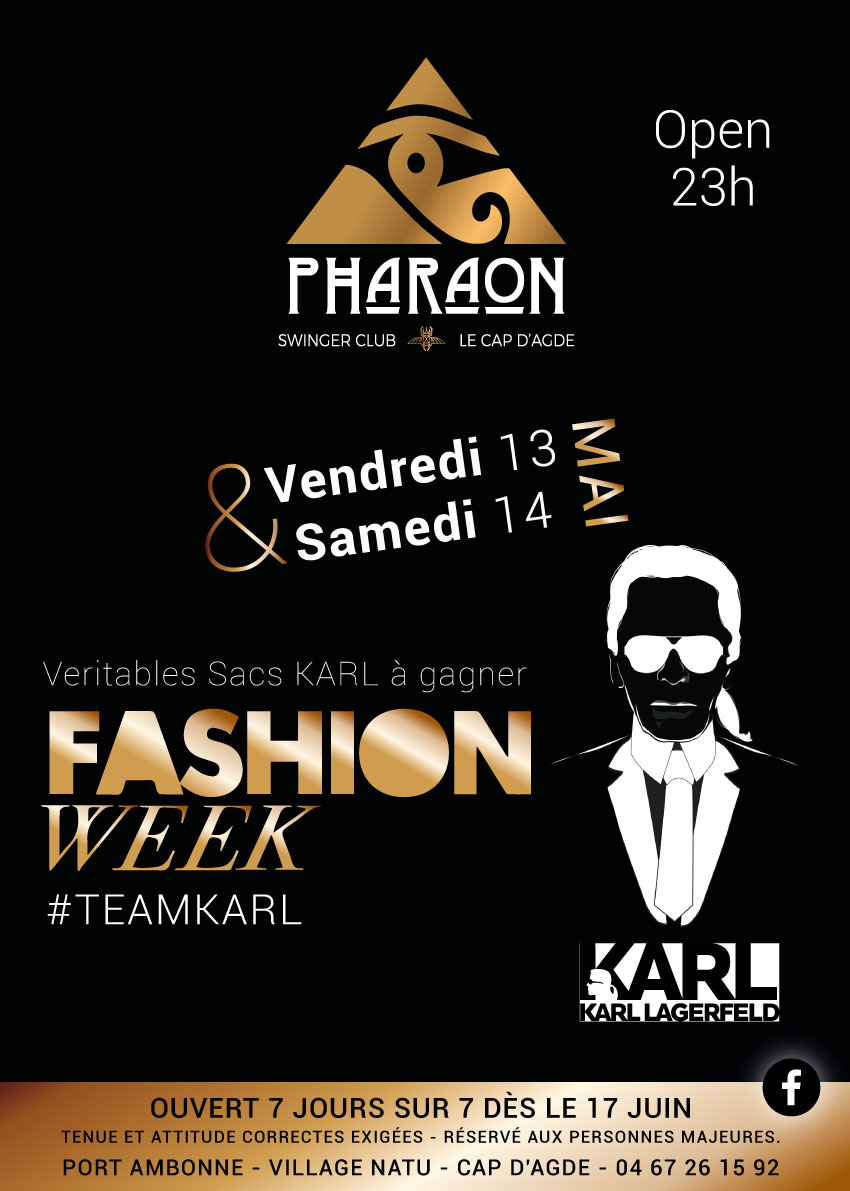 Open
23h
PHARAON
SWINGER CLUB LE CAP D'AGDE
& Vendredi 13
Samedi 14
MAI
Veritables Sacs KARL à gagner
FASHION
WEEK
#TEAMKARL
KARL
KARL LAGERFELD
f
OUVERT 7 JOURS SUR 7 DÈS LE 17 JUIN
TENUE ET ATTITUDE CORRECTES EXIGÉES - RÉSERVÉ AUX PERSONNES MAJEURES.
PORT AMBONNE - VILLAGE NATU - CAP D'AGDE - 04 67 26 15 92